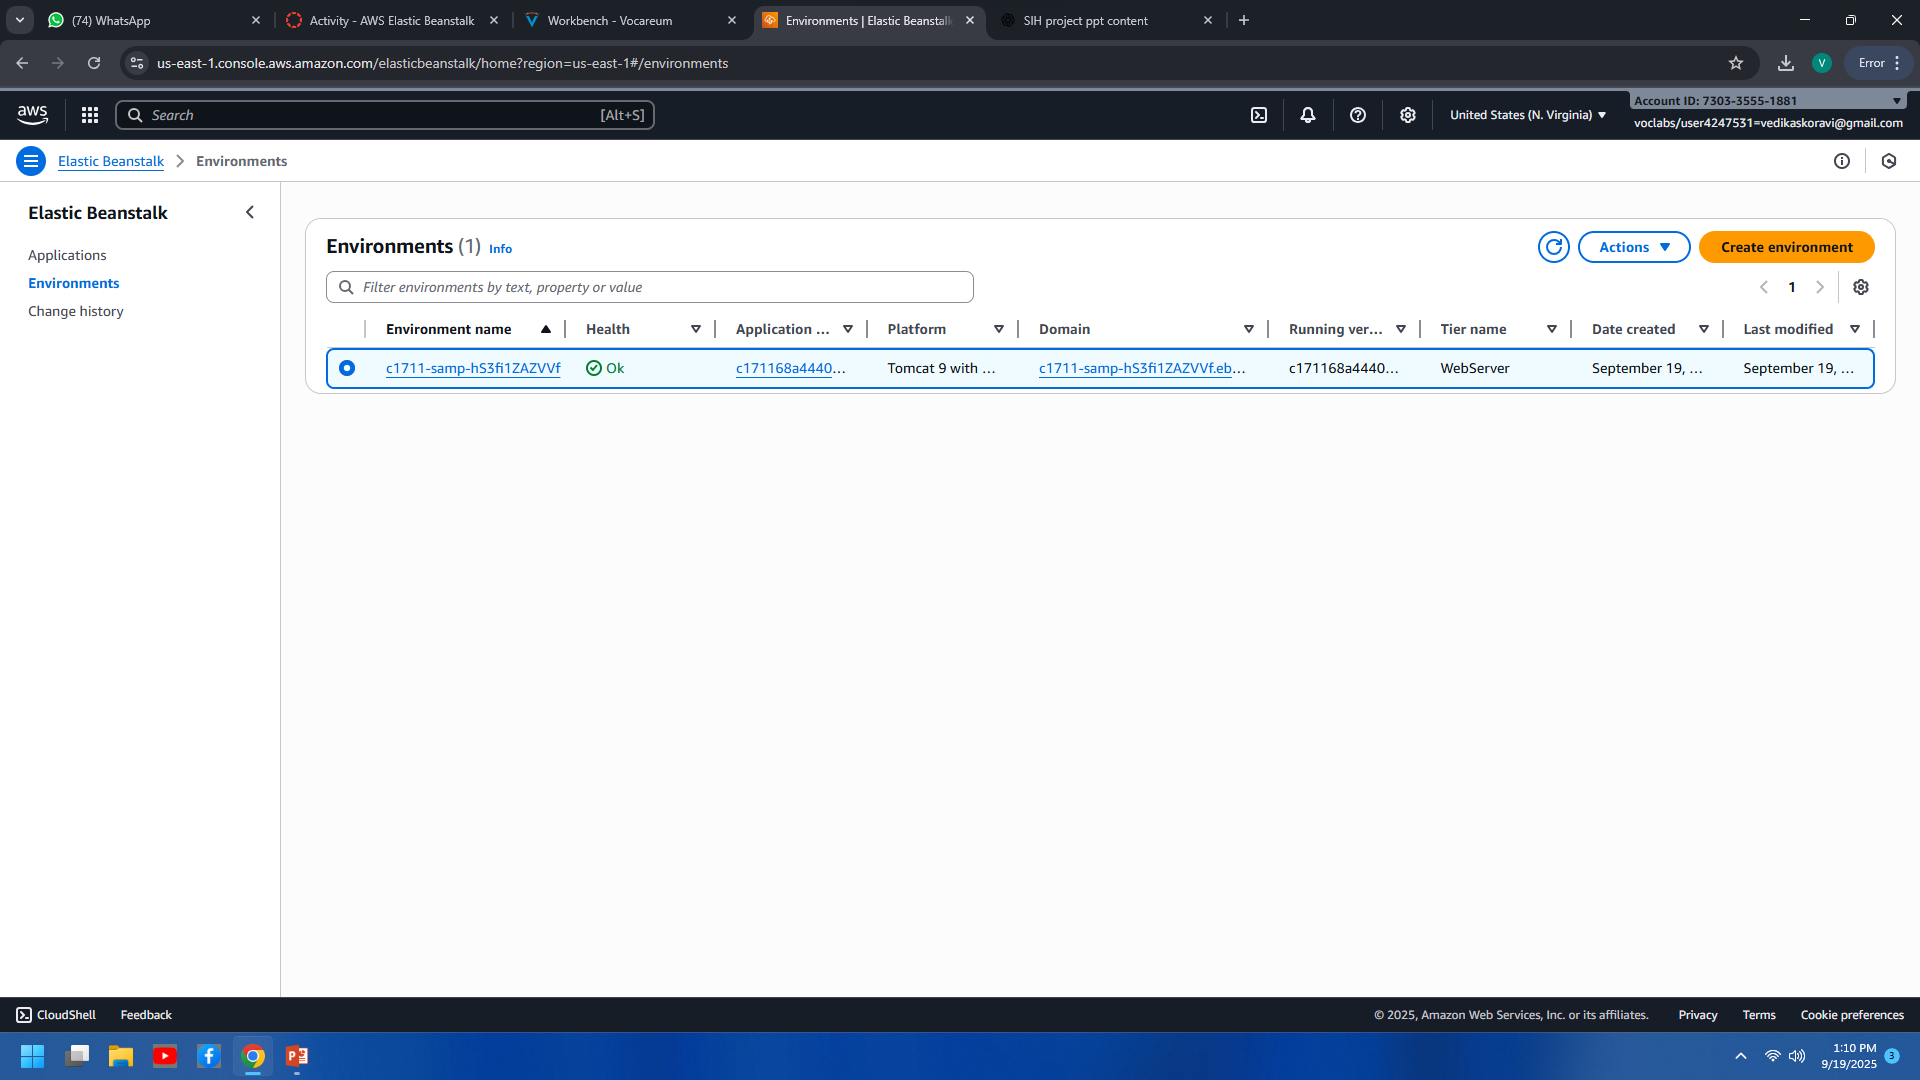 (74) WhatsApp
Activity - AWS Elastic Beanstalk
Workbench - Vocareum
Environments | Elastic Beanstalk
SIH project ppt content
us-east-1.console.aws.amazon.com/elasticbeanstalk/home?region=us-east-1#/environments
V
Error
aws
Search
[Alt+S]
United States (N. Virginia)
Account ID: 7303-3555-1881
voclabs/user4247531=vedikaskoravi@gmail.com
Elastic Beanstalk
Environments
Elastic Beanstalk
Applications
Environments
Change history
Environments (1) Info
Actions
Create environment
Filter environments by text, property or value
1
Environment name
Health
Application ...
Platform
Domain
Running ver...
Tier name
Date created
Last modified
c1711-samp-hS3fi1ZAZVVf
Ok
c171168a4440...
Tomcat 9 with ...
c1711-samp-hS3fi1ZAZVVf.eb...
c171168a4440...
WebServer
September 19, ...
September 19, ...
CloudShell
Feedback
© 2025, Amazon Web Services, Inc. or its affiliates.
Privacy
Terms
Cookie preferences
1:10 PM
9/19/2025
3